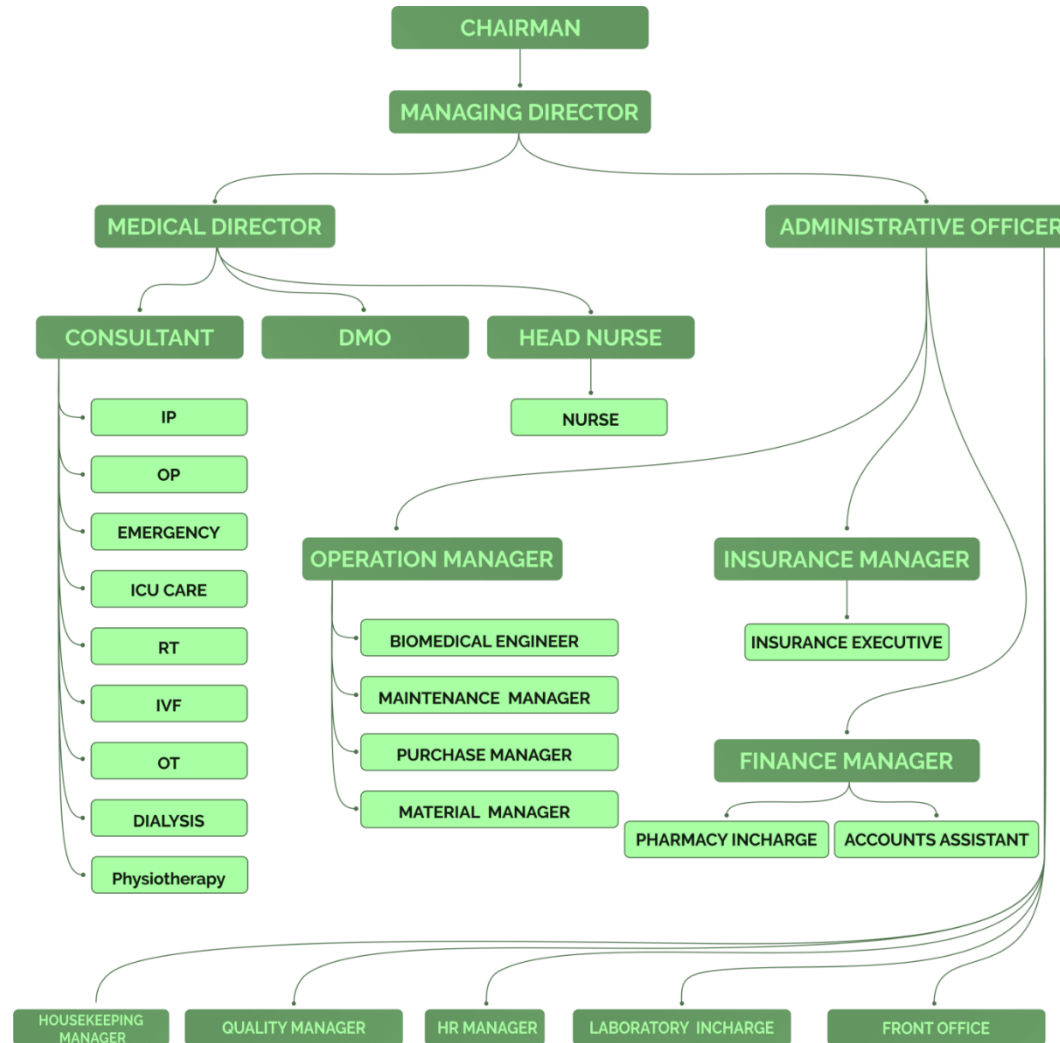 CHAIRMAN
MANAGING DIRECTOR
MEDICAL DIRECTOR
ADMINISTRATIVE OFFICER
CONSULTANT
DMO
HEAD NURSE
IP
NURSE
OP
EMERGENCY
OPERATION MANAGER
INSURANCE MANAGER
ICU CARE
BIOMEDICAL ENGINEER
INSURANCE EXECUTIVE
RT
MAINTENANCE MANAGER
IVF
PURCHASE MANAGER
FINANCE MANAGER
OT
MATERIAL MANAGER
DIALYSIS
PHARMACY INCHARGE
ACCOUNTS ASSISTANT
Physiotherapy
HOUSEKEEPING
MANAGER
QUALITY MANAGER
HR MANAGER
LABORATORY INCHARGE
FRONT OFFICE